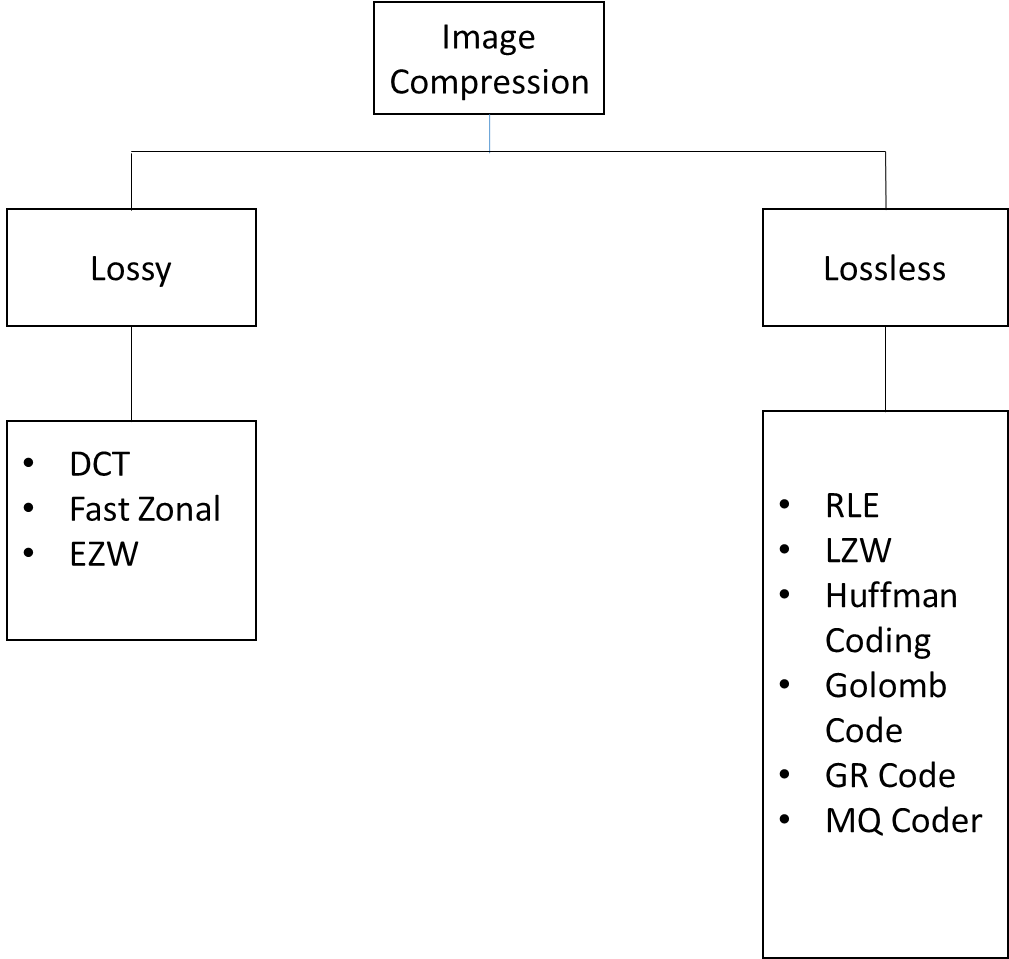 Image
Compression
Lossy
Lossless
• DCT
• Fast Zonal
• EZW
• RLE
• LZW
• Huffman
Coding
• Golomb
Code
• GR Code
• MQ Coder